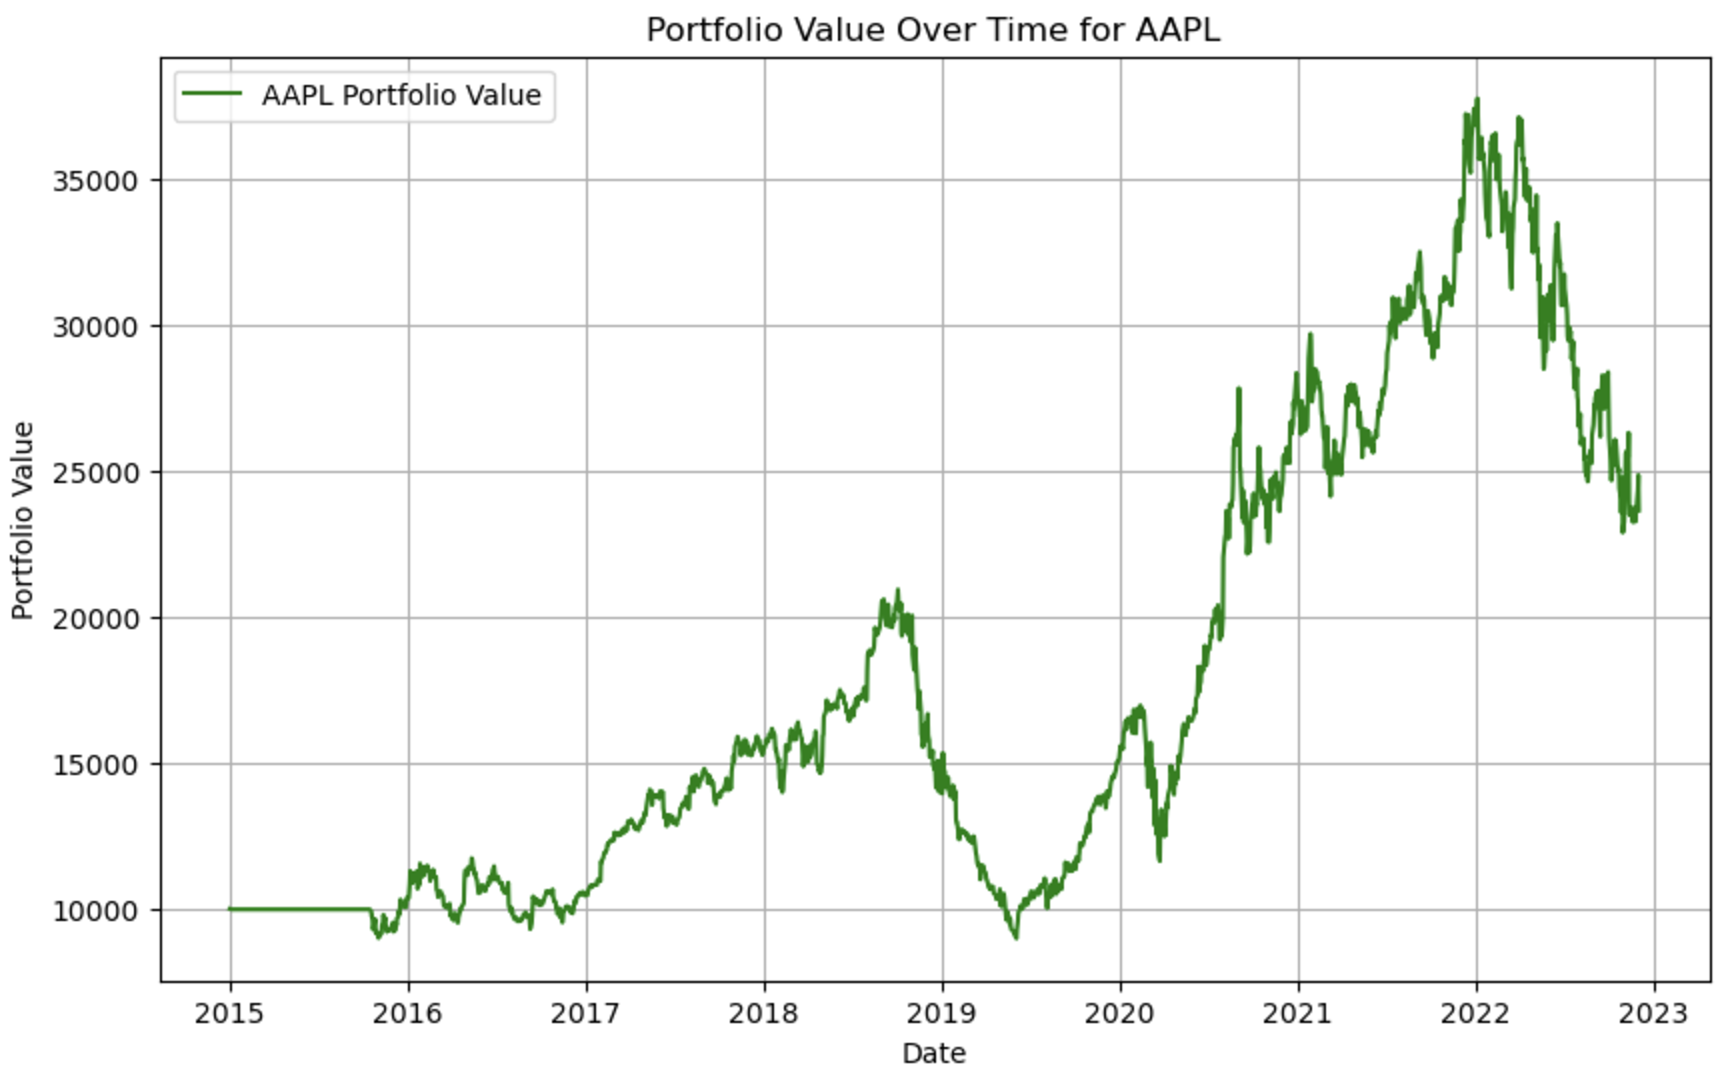 Portfolio Value Over Time for AAPL
AAPL Portfolio Value
Portfolio Value
35000
30000
25000
20000
15000
10000
2015 2016 2017 2018 2019 2020 2021 2022 2023
Date